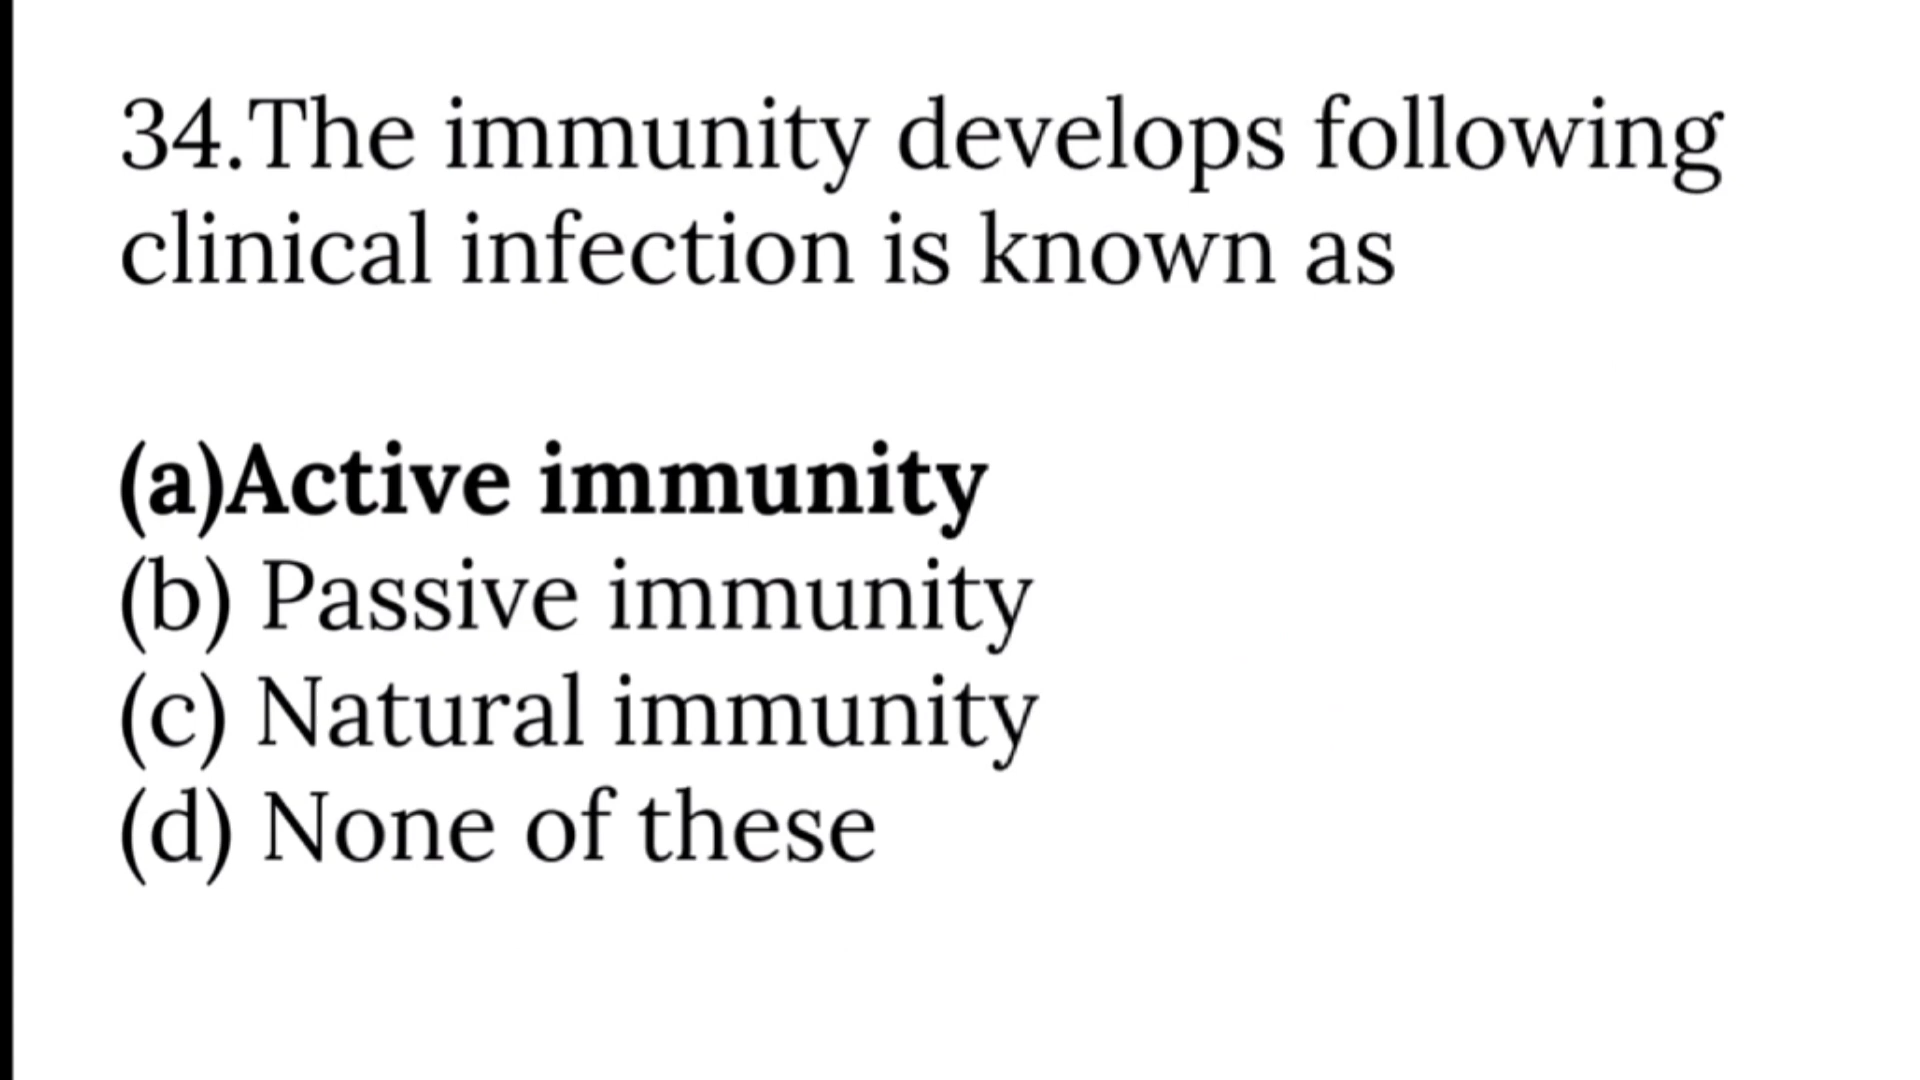 34.The immunity develops following
clinical infection is known as
(a)Active immunity
(b) Passive immunity
(c) Natural immunity
(d) None of these